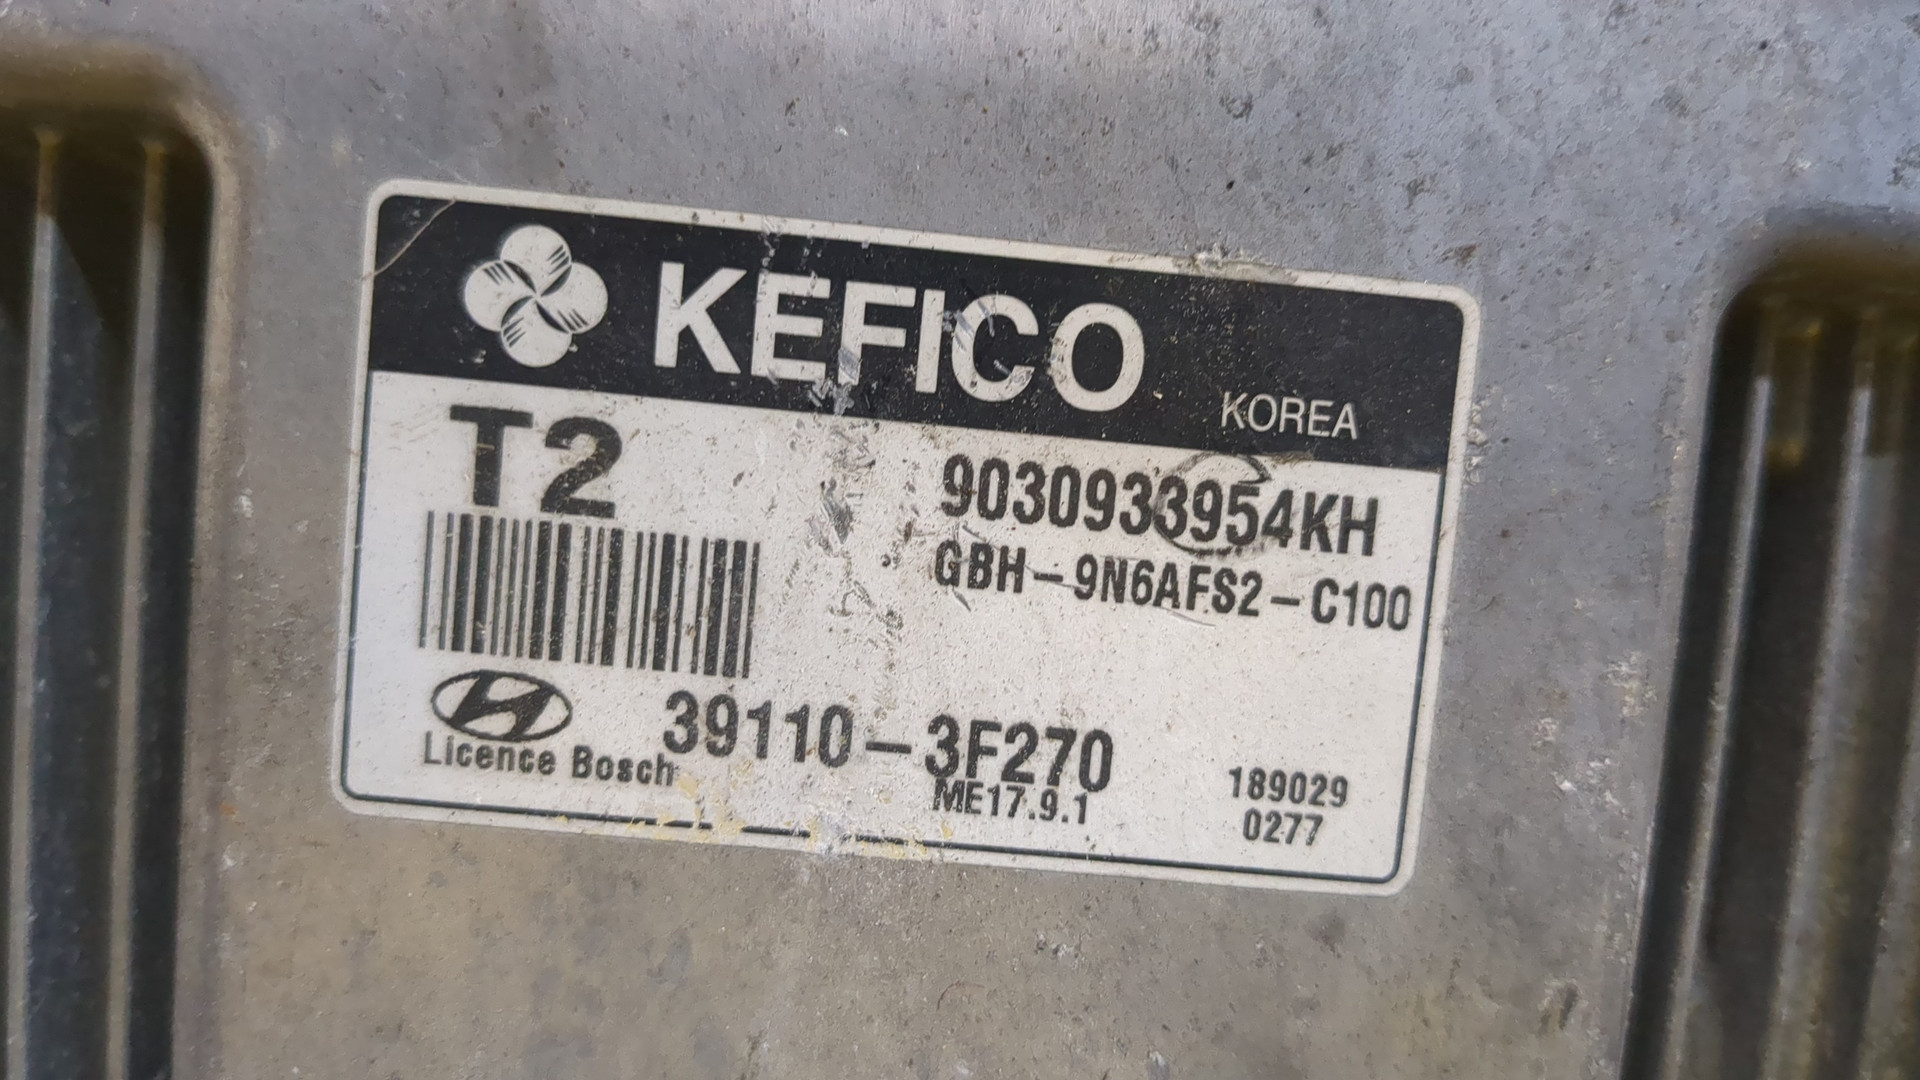 KEFICO KOREA
T2
9030933954KH
GBH-9N6AFS2-C100
39110-3F270
Licence Bosch
ME17.9.1
189029
0277